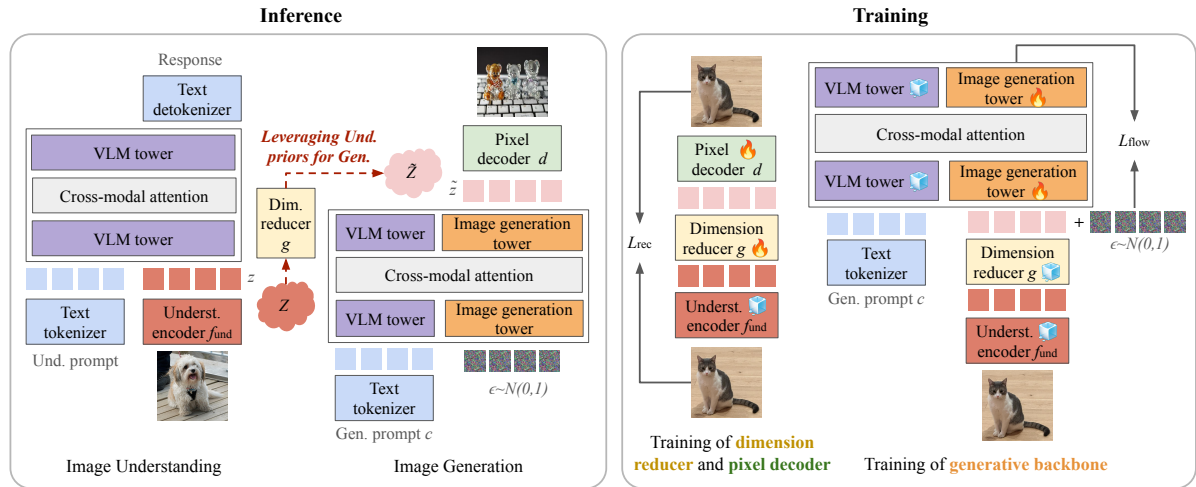 Inference
Response
Text
detokenizer
VLM tower
Cross-modal attention
VLM tower
Text
tokenizer
Underst.
encoder fund
z
Und. prompt
Image Understanding
Leveraging Und.
priors for Gen.
Dim.
reducer
g
Z
Z̃
Pixel
decoder d
z̃
VLM tower
Image generation
tower
Cross-modal attention
VLM tower
Image generation
tower
Text
tokenizer
ϵ~N(0,1)
Gen. prompt c
Image Generation
Training
Lrec
Pixel
decoder d
Dimension
reducer g
Underst.
encoder fund
Training of dimension
reducer and pixel decoder
VLM tower
Image generation
tower
Cross-modal attention
VLM tower
Image generation
tower
Lflow
+
ϵ~N(0,1)
Text
tokenizer
Gen. prompt c
Dimension
reducer g
Underst.
encoder fund
Training of generative backbone